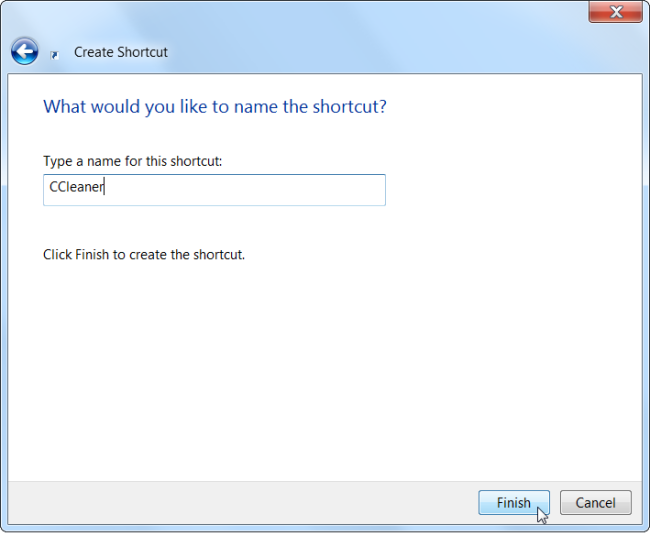 Create Shortcut
What would you like to name the shortcut?
Type a name for this shortcut:
CCleaner
Click Finish to create the shortcut.
Finish Cancel